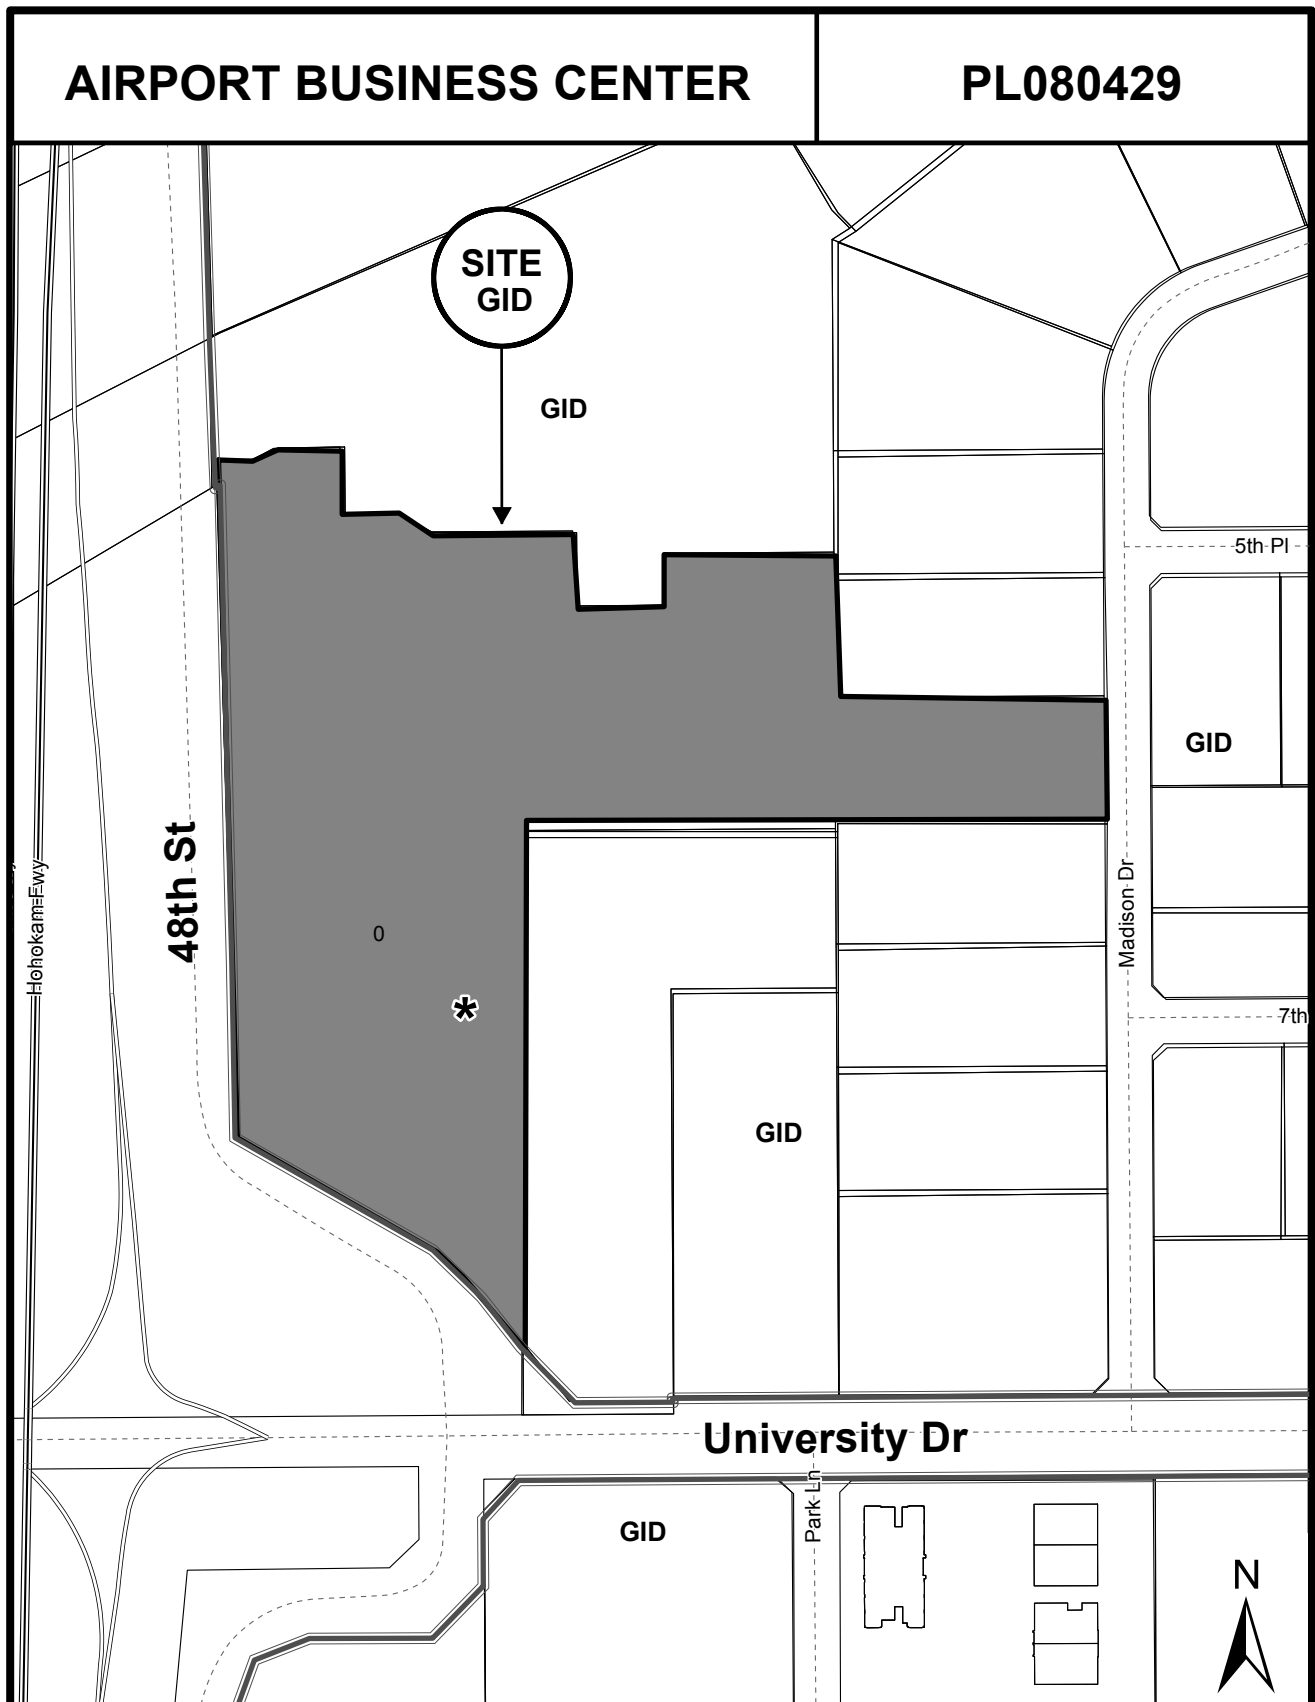 AIRPORT BUSINESS CENTER
PL080429
SITE
GID
GID
5th Pl
GID
48th St
Hohokam Fwy
Madison Dr
0
*
7th
GID
University Dr
Park Ln
GID
N